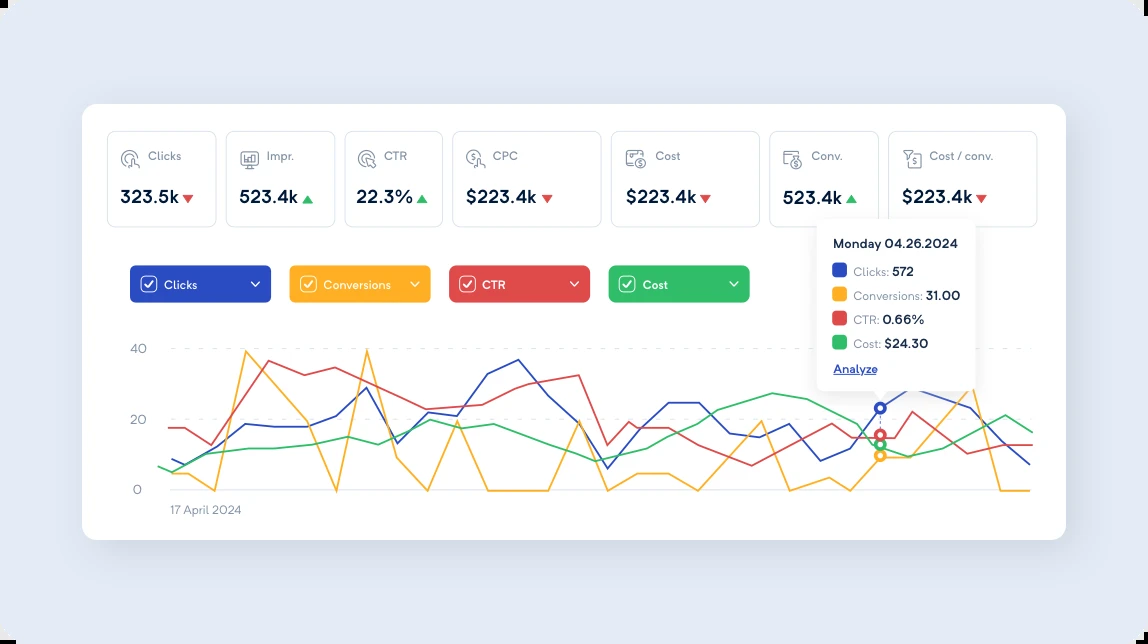 Clicks
323.5k
Impr.
523.4k
CTR
22.3%
CPC
$223.4k
Cost
$223.4k
Conv.
523.4k
Cost / conv.
$223.4k
Clicks
Conversions
CTR
Cost
Monday 04.26.2024
Clicks: 572
Conversions: 31.00
CTR: 0.66%
Cost: $24.30
Analyze
40
20
0
17 April 2024